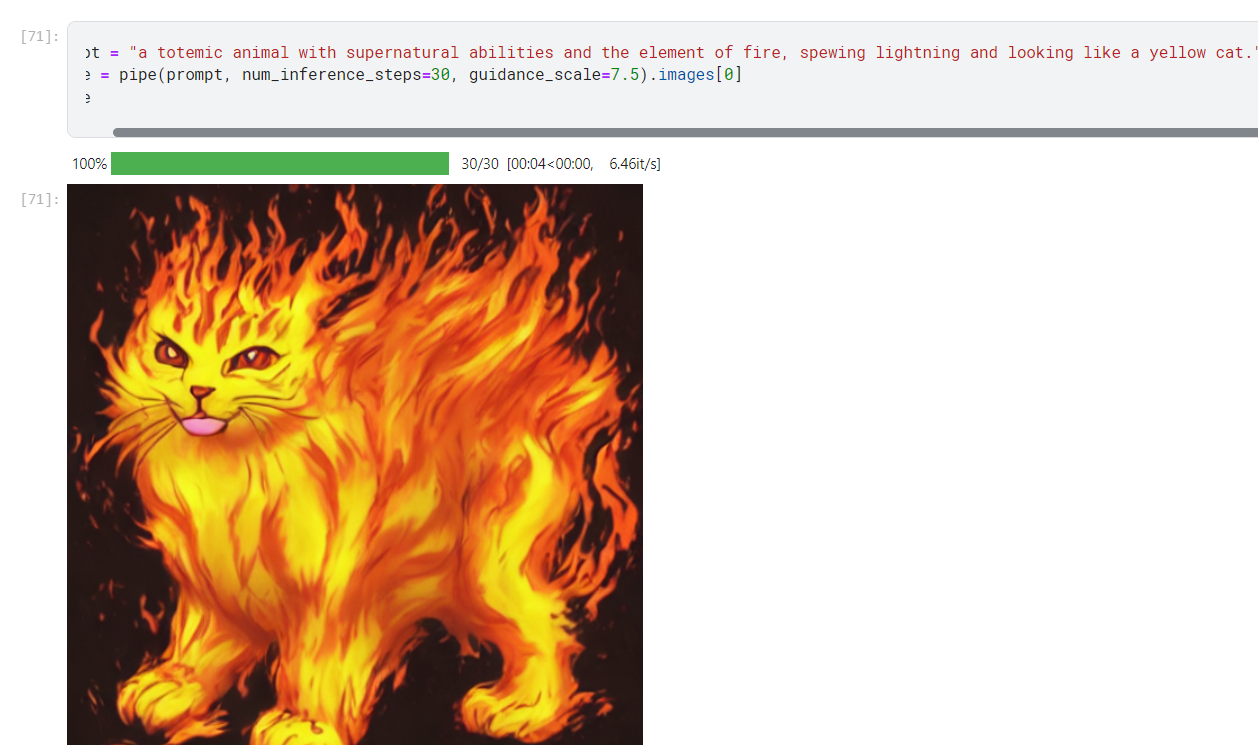 [71]:
pt = "a totemic animal with supernatural abilities and the element of fire, spewing lightning and looking like a yellow cat."
e = pipe(prompt, num_inference_steps=30, guidance_scale=7.5).images[0]
e
100% 30/30 [00:04<00:00, 6.46it/s]
[71]: